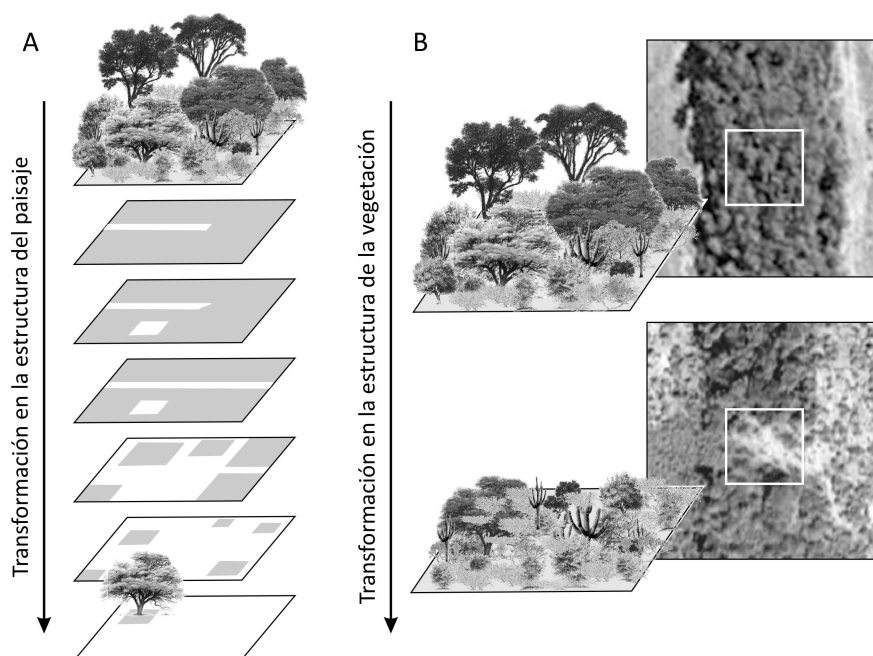 A
B
Transformación en la estructura del paisaje
Transformación en la estructura de la vegetación